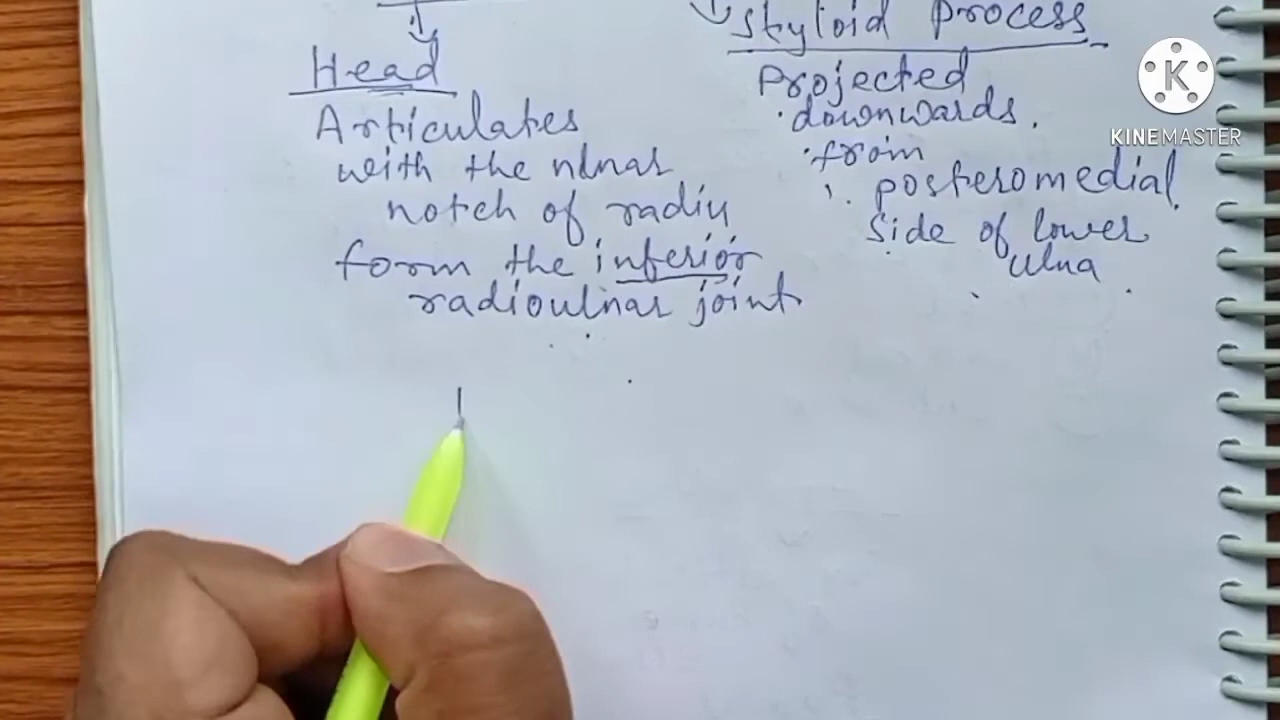 Head
Articulates
with the ulnar
notch of radiu
form the inferior
radioulnar joint
Styloid process
Projected
downwards.
from
posteromedial
side of lower
ulna
K
KINEMASTER